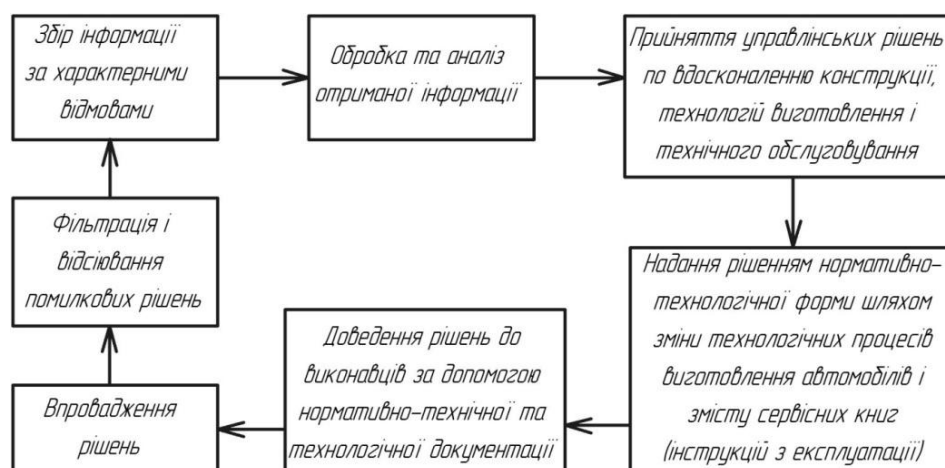 Збір інформації
за характерними
відмовами
Обробка та аналіз
отриманої інформації
Прийняття управлінських рішень
по вдосконаленню конструкції,
технологій виготовлення і
технічного обслуговування
Надання рішенням нормативно-
технологічної форми шляхом
зміни технологічних процесів
виготовлення автомобілів і
змісту сервісних книг
(інструкцій з експлуатації)
Доведення рішень до
виконавців за допомогою
нормативно-технічної та
технологічної документації
Впровадження
рішень
Фільтрація і
відсіювання
помилкових рішень